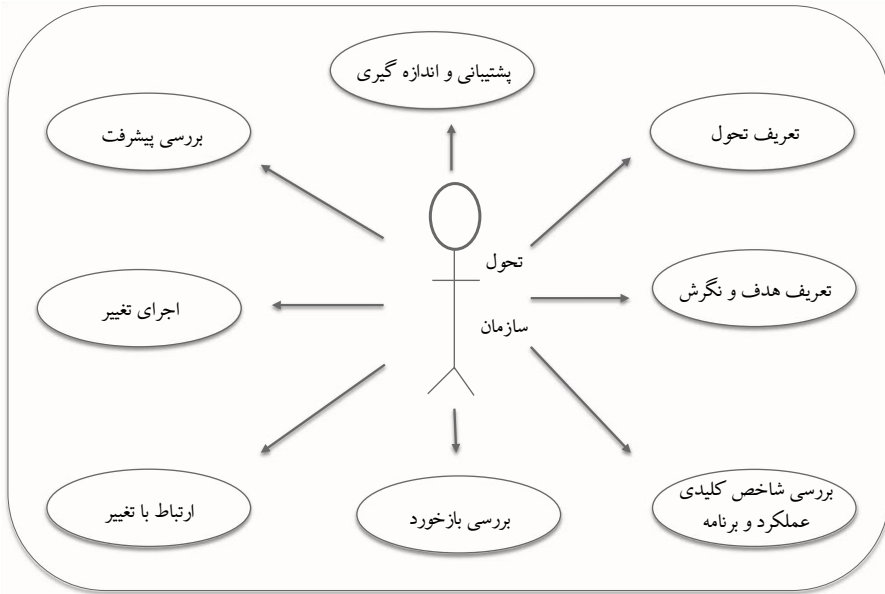 پشتیبانی و اندازه گیری
تعریف تحول
بررسی پیشرفت
تحول
تعریف هدف و نگرش
اجرای تغییر
سازمان
بررسی شاخص کلیدی
عملکرد و برنامه
بررسی بازخورد
ارتباط با تغییر